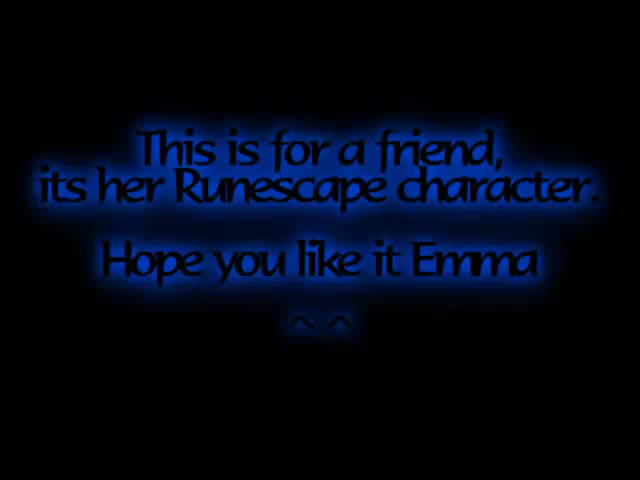 This is for a friend,
its her Runescape character.
Hope you like it Emma
^ ^